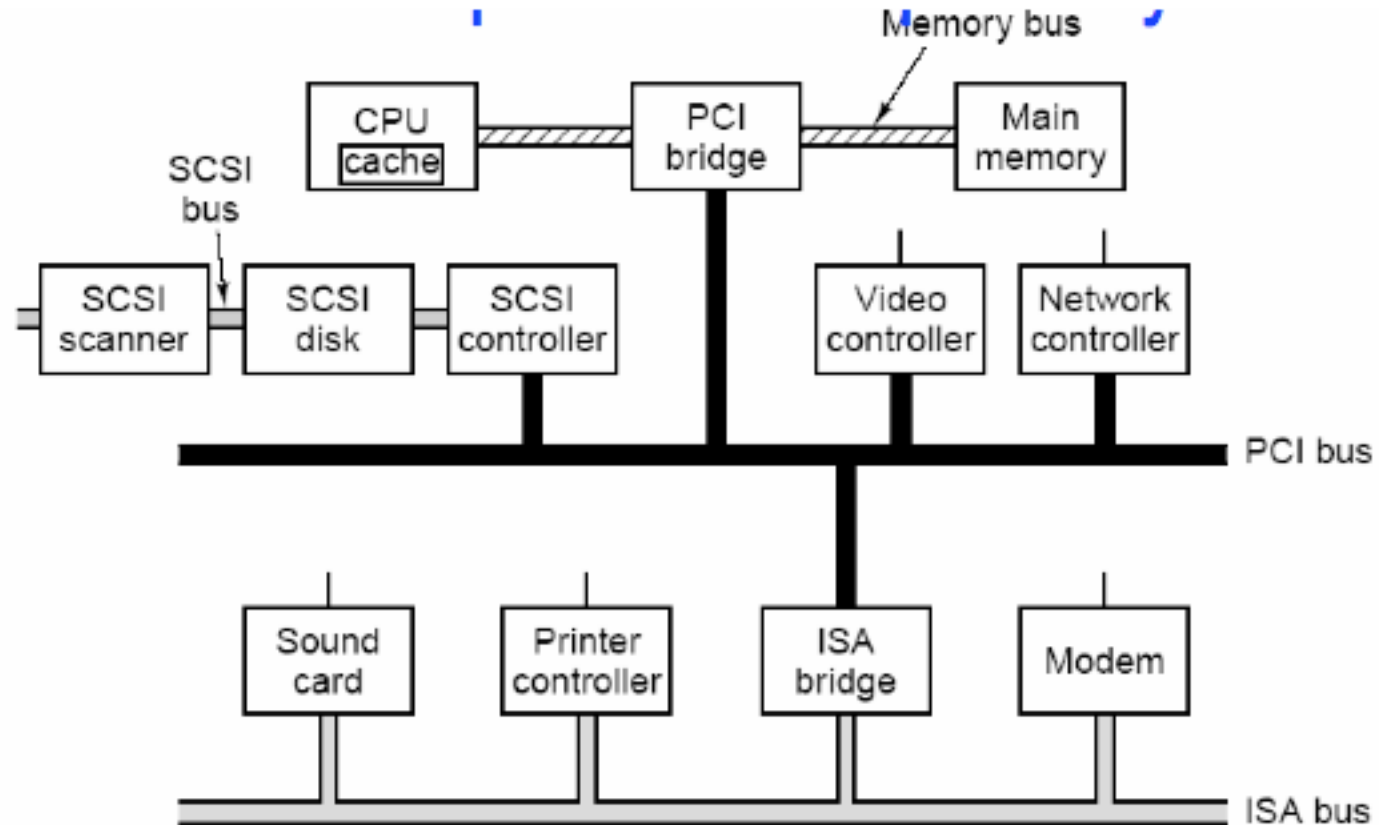 Memory bus
CPU
cache
PCI
bridge
Main
memory
SCSI
bus
SCSI
scanner
SCSI
disk
SCSI
controller
Video
controller
Network
controller
PCI bus
Sound
card
Printer
controller
ISA
bridge
Modem
ISA bus